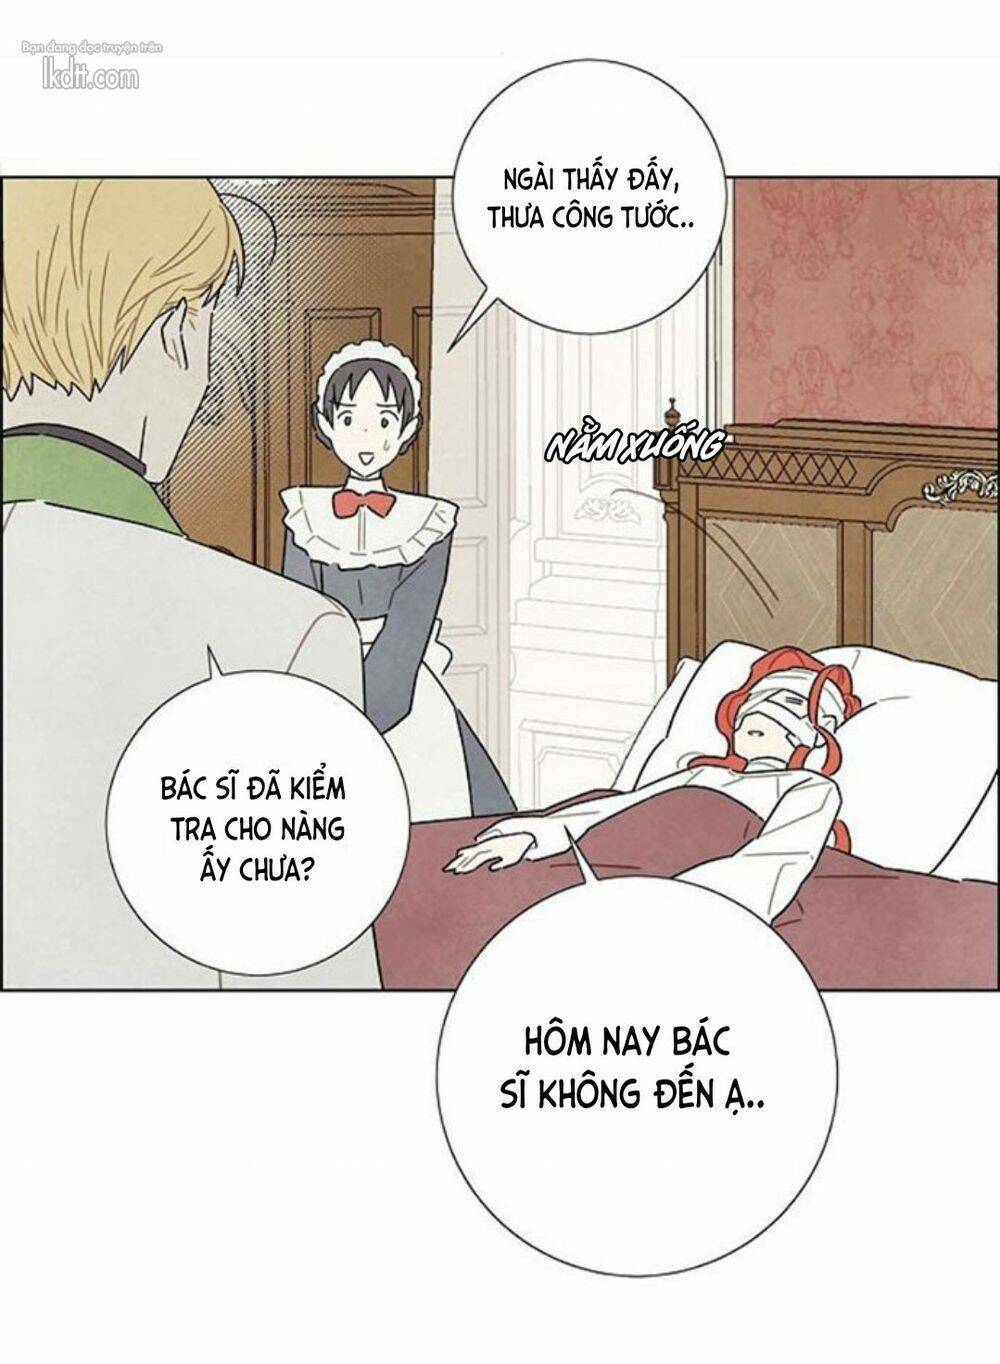 Bạn đang đọc truyện trên
lkdtt.com
NGÀI THẤY ĐẤY,
THƯA CÔNG TƯỚC..
NẰM XUỐNG
BÁC SĨ ĐÃ KIỂM
TRA CHO NÀNG
ẤY CHƯA?
HÔM NAY BÁC
SĨ KHÔNG ĐẾN Ạ..